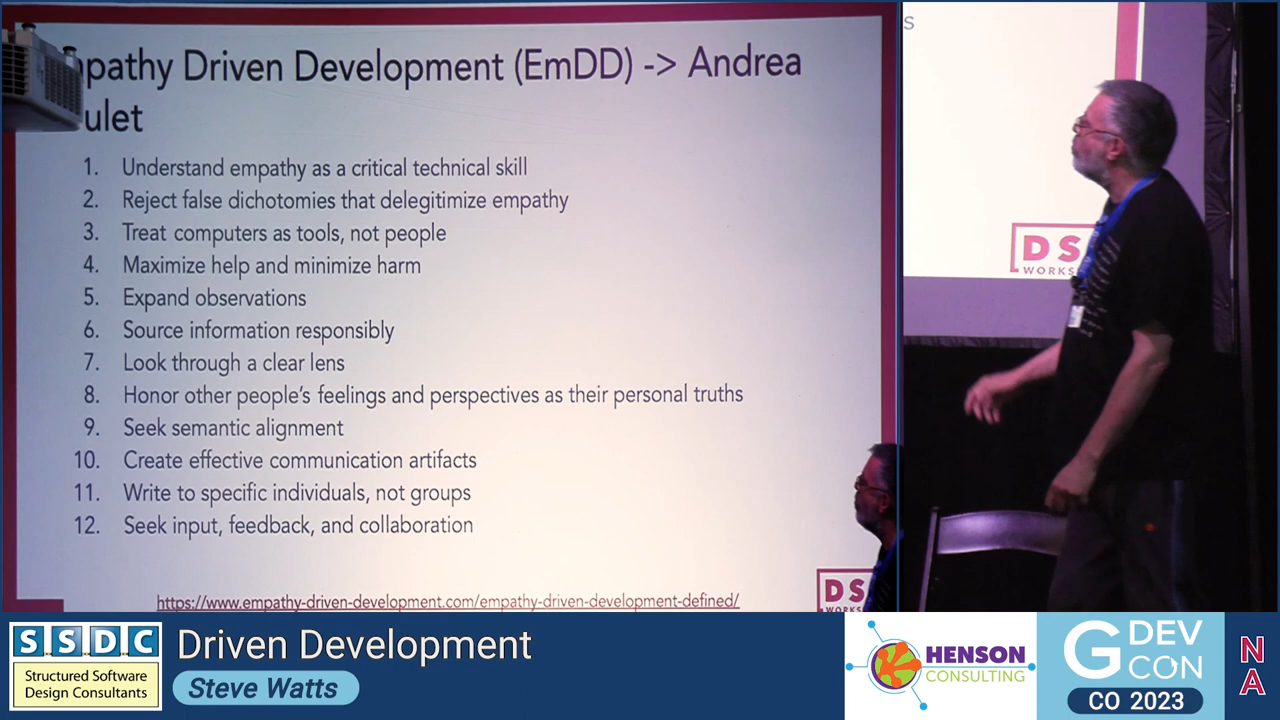 pathy Driven Development (EmDD) -> Andrea
ulet
1. Understand empathy as a critical technical skill
2. Reject false dichotomies that delegitimize empathy
3. Treat computers as tools, not people
4. Maximize help and minimize harm
5. Expand observations
6. Source information responsibly
7. Look through a clear lens
8. Honor other people's feelings and perspectives as their personal truths
9. Seek semantic alignment
10. Create effective communication artifacts
11. Write to specific individuals, not groups
12. Seek input, feedback, and collaboration
https://www.empathy-driven-development.com/empathy-driven-development-defined/
DS
WORKS
s
DS
WORKS
SSDC
Structured Software
Design Consultants
Driven Development
Steve Watts
HENSON
CONSULTING
G DEV
CON
CO 2023
N
A